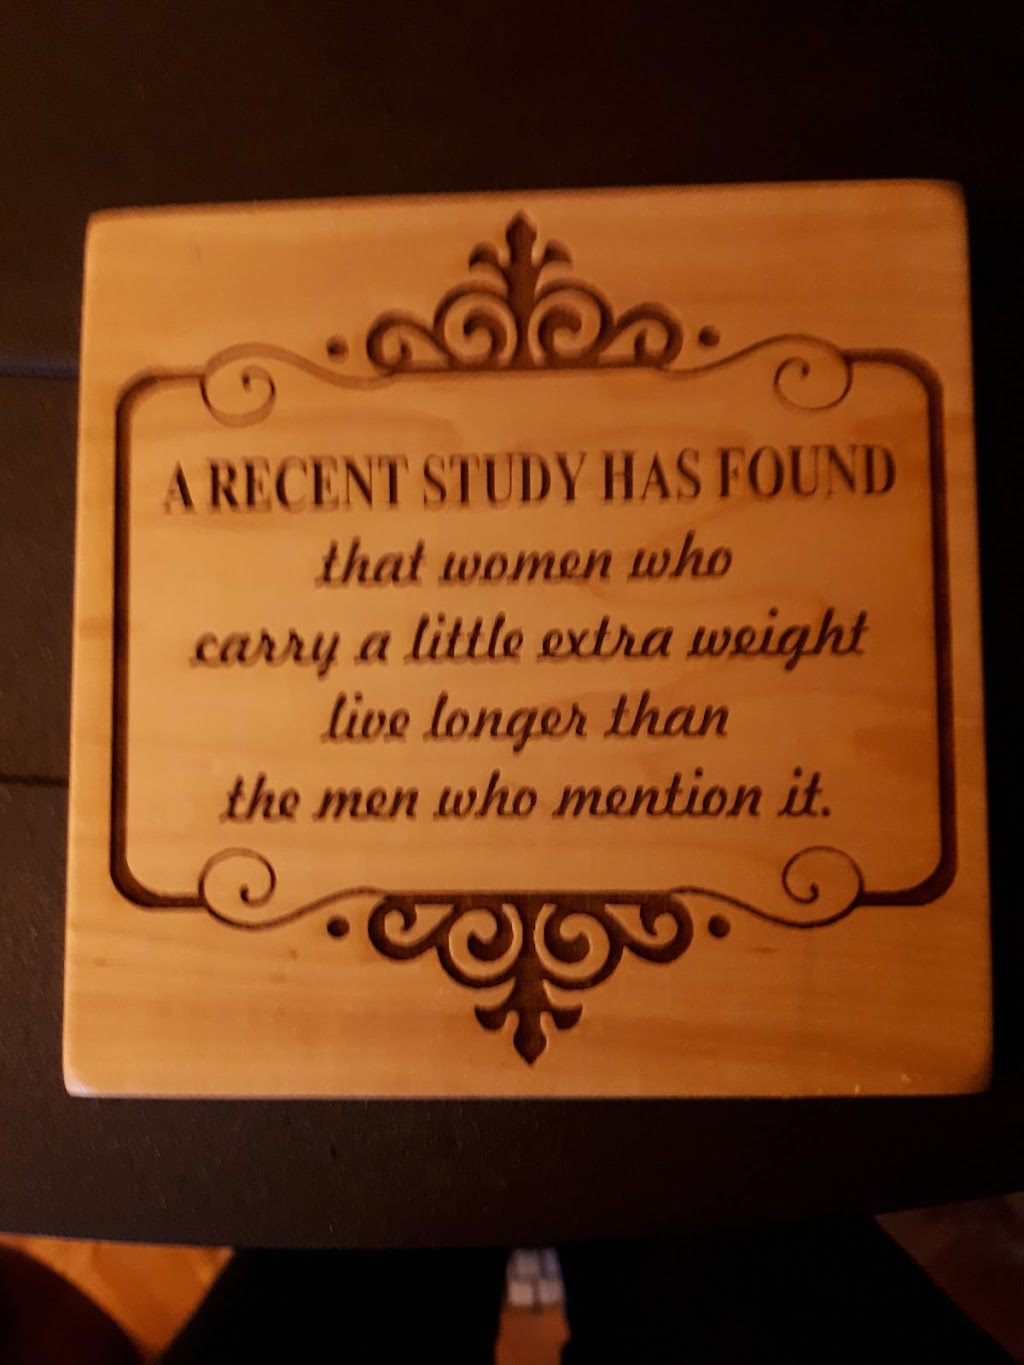 A RECENT STUDY HAS FOUND
that women who
carry a little extra weight
live longer than
the men who mention it.